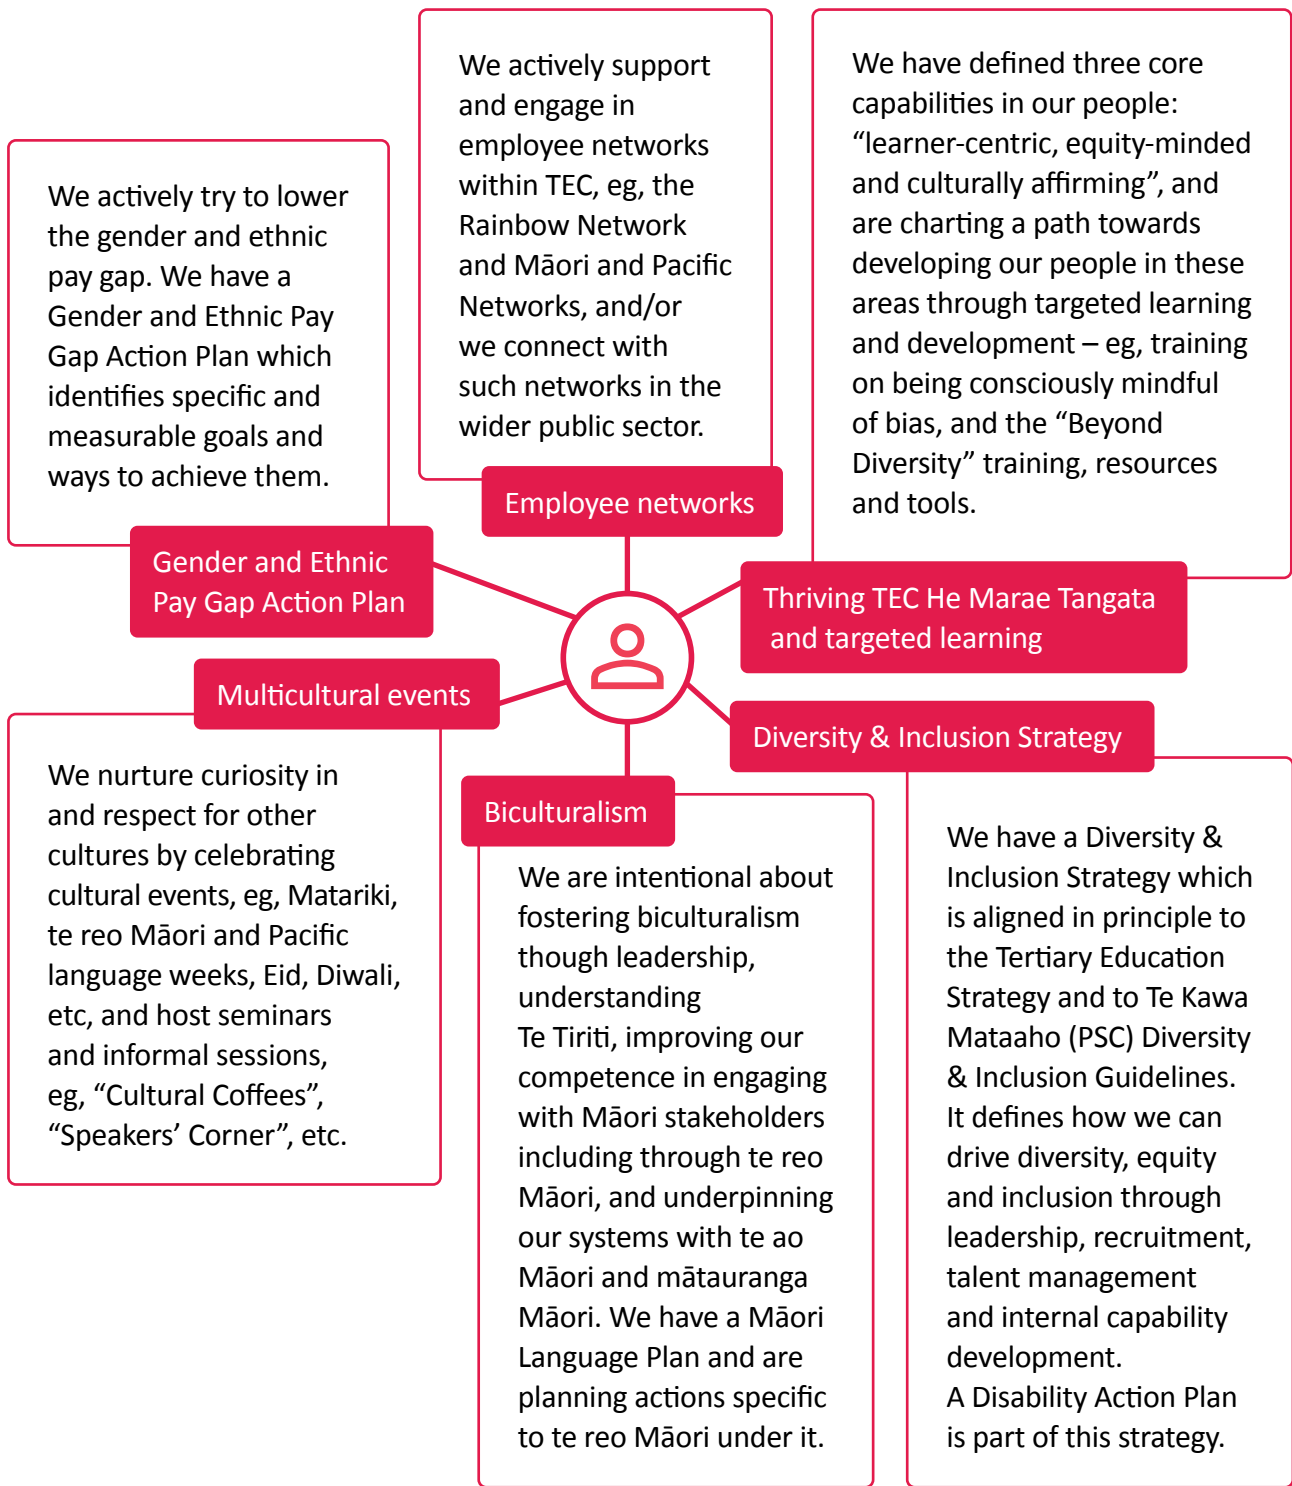 We actively try to lower
the gender and ethnic
pay gap. We have a
Gender and Ethnic Pay
Gap Action Plan which
identifies specific and
measurable goals and
ways to achieve them.
Gender and Ethnic
Pay Gap Action Plan
We actively support
and engage in
employee networks
within TEC, eg, the
Rainbow Network
and Māori and Pacific
Networks, and/or
we connect with
such networks in the
wider public sector.
Employee networks
We have defined three core
capabilities in our people:
“learner-centric, equity-minded
and culturally affirming”, and
are charting a path towards
developing our people in these
areas through targeted learning
and development – eg, training
on being consciously mindful
of bias, and the “Beyond
Diversity” training, resources
and tools.
Thriving TEC He Marae Tangata
and targeted learning
Multicultural events
We nurture curiosity in
and respect for other
cultures by celebrating
cultural events, eg, Matariki,
te reo Māori and Pacific
language weeks, Eid, Diwali,
etc, and host seminars
and informal sessions,
eg, “Cultural Coffees”,
“Speakers’ Corner”, etc.
Biculturalism
We are intentional about
fostering biculturalism
though leadership,
understanding
Te Tiriti, improving our
competence in engaging
with Māori stakeholders
including through te reo
Māori, and underpinning
our systems with te ao
Māori and mātauranga
Māori. We have a Māori
Language Plan and are
planning actions specific
to te reo Māori under it.
Diversity & Inclusion Strategy
We have a Diversity &
Inclusion Strategy which
is aligned in principle to
the Tertiary Education
Strategy and to Te Kawa
Mataaho (PSC) Diversity
& Inclusion Guidelines.
It defines how we can
drive diversity, equity
and inclusion through
leadership, recruitment,
talent management
and internal capability
development.
A Disability Action Plan
is part of this strategy.